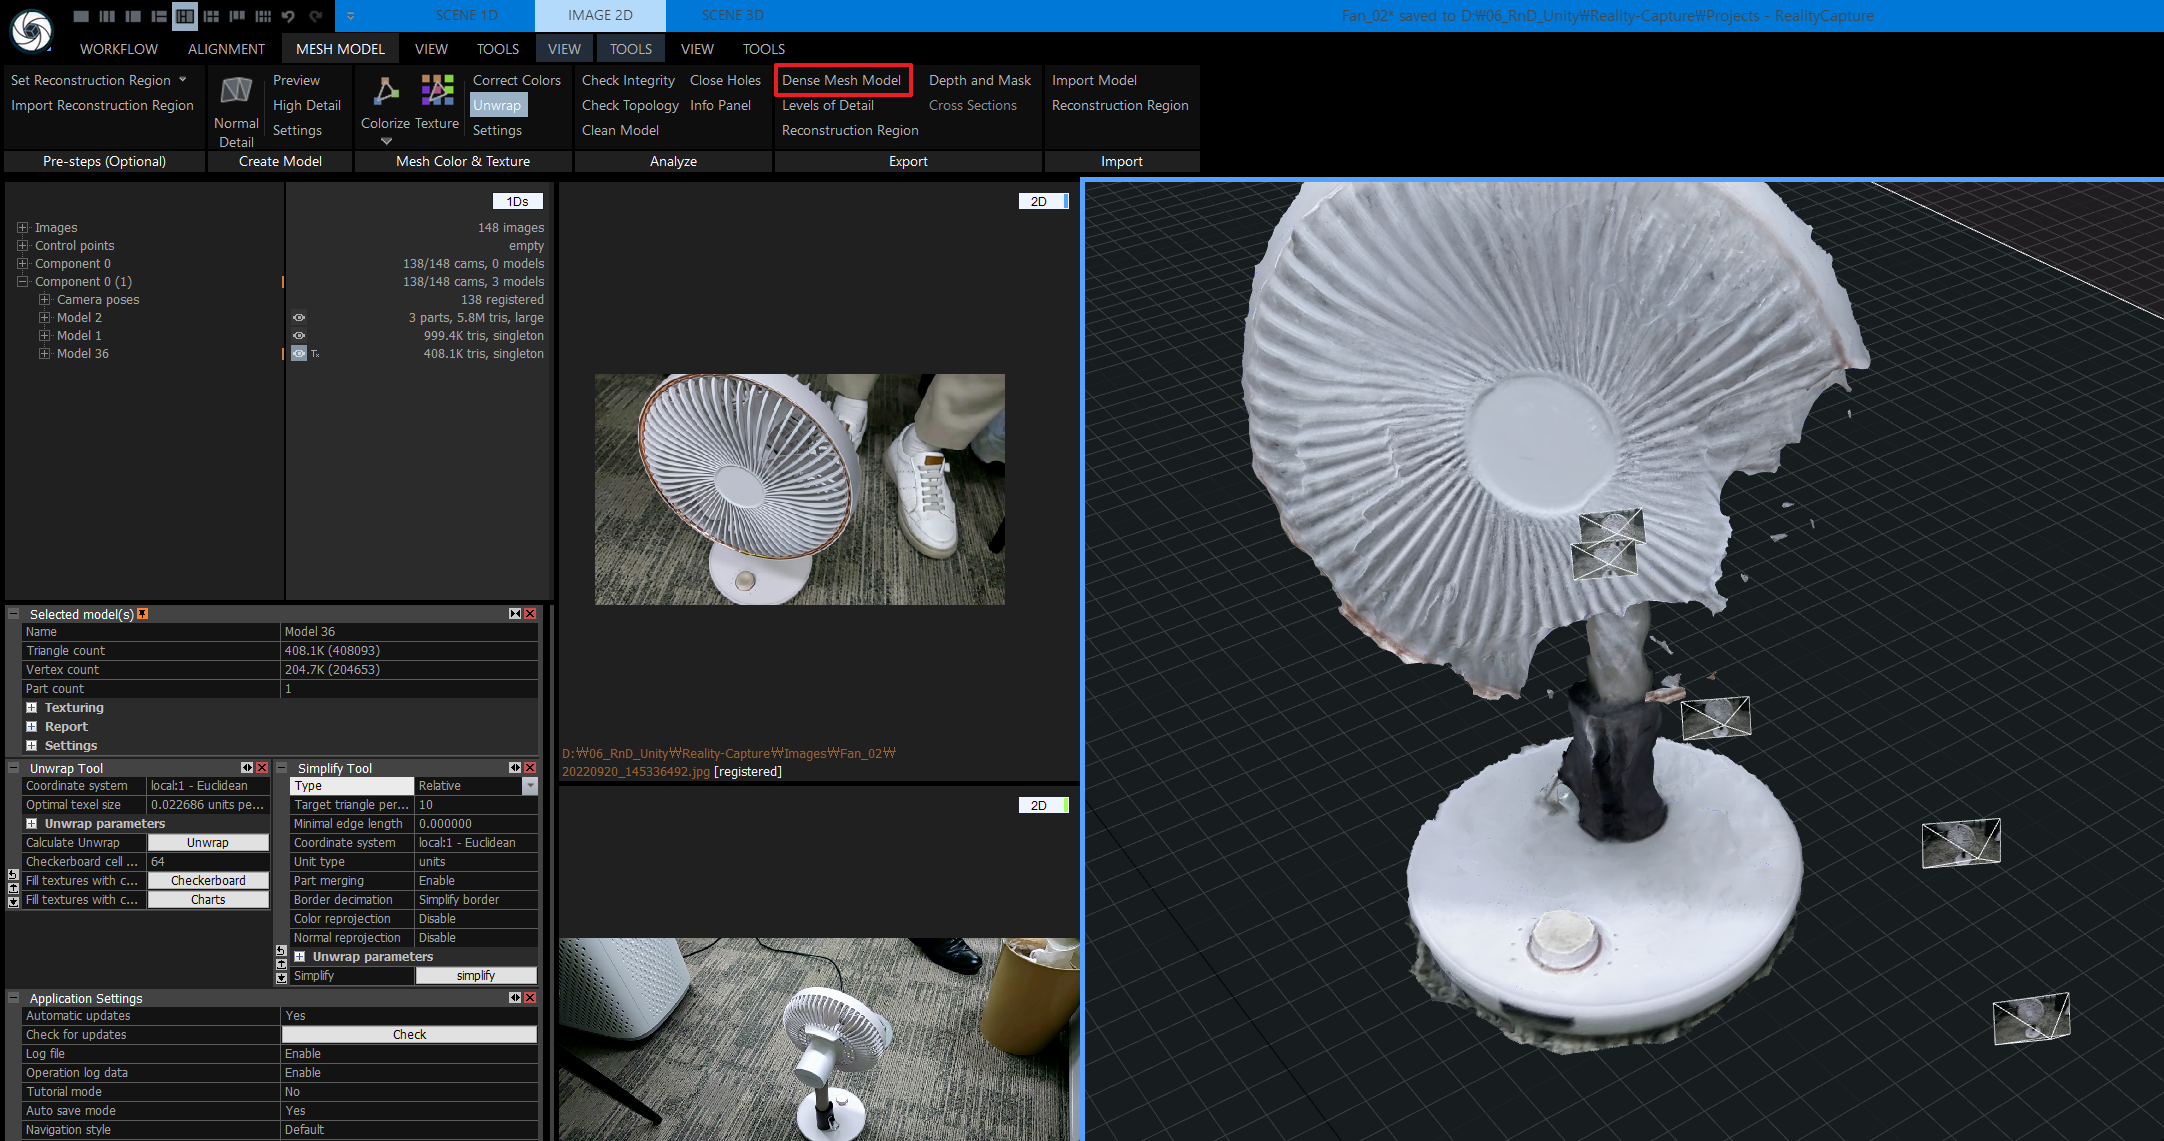 SCENE 1D
IMAGE 2D
SCENE 3D
Fan_02* saved to D:₩06_RnD_Unity₩Reality-Capture₩Projects - RealityCapture
WORKFLOW
ALIGNMENT
MESH MODEL
VIEW
TOOLS
VIEW
TOOLS
VIEW
TOOLS
Set Reconstruction Region
Import Reconstruction Region
Pre-steps (Optional)
Normal
Detail
Preview
High Detail
Settings
Create Model
Colorize
Texture
Correct Colors
Unwrap
Settings
Mesh Color & Texture
Check Integrity
Close Holes
Check Topology
Info Panel
Clean Model
Analyze
Dense Mesh Model
Depth and Mask
Levels of Detail
Cross Sections
Reconstruction Region
Export
Import Model
Reconstruction Region
Import
1Ds
Images 148 images
Control points empty
Component 0 138/148 cams, 0 models
Component 0 (1) 138/148 cams, 3 models
Camera poses 138 registered
Model 2 3 parts, 5.8M tris, large
Model 1 999.4K tris, singleton
Model 36 Tx 408.1K tris, singleton
Selected model(s)
Name Model 36
Triangle count 408.1K (408093)
Vertex count 204.7K (204653)
Part count 1
Texturing
Report
Settings
Unwrap Tool
Coordinate system local:1 - Euclidean
Optimal texel size 0.022686 units pe...
Unwrap parameters
Calculate Unwrap Unwrap
Checkerboard cell ... 64
Fill textures with c... Checkerboard
Fill textures with c... Charts
Simplify Tool
Type Relative
Target triangle per... 10
Minimal edge length 0.000000
Coordinate system local:1 - Euclidean
Unit type units
Part merging Enable
Border decimation Simplify border
Color reprojection Disable
Normal reprojection Disable
Unwrap parameters
Simplify simplify
Application Settings
Automatic updates Yes
Check for updates Check
Log file Enable
Operation log data Enable
Tutorial mode No
Auto save mode Yes
Navigation style Default
2D
D:₩06_RnD_Unity₩Reality-Capture₩Images₩Fan_02₩
20220920_145336492.jpg [registered]
2D